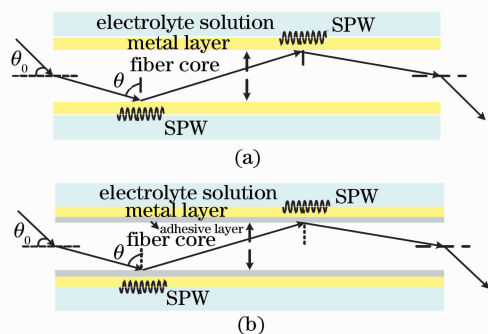 electrolyte solution SPW
metal layer
θ₀ θ fiber core
SPW
(a)
electrolyte solution SPW
metal layer
adhesive layer
θ₀ θ fiber core
SPW
(b)